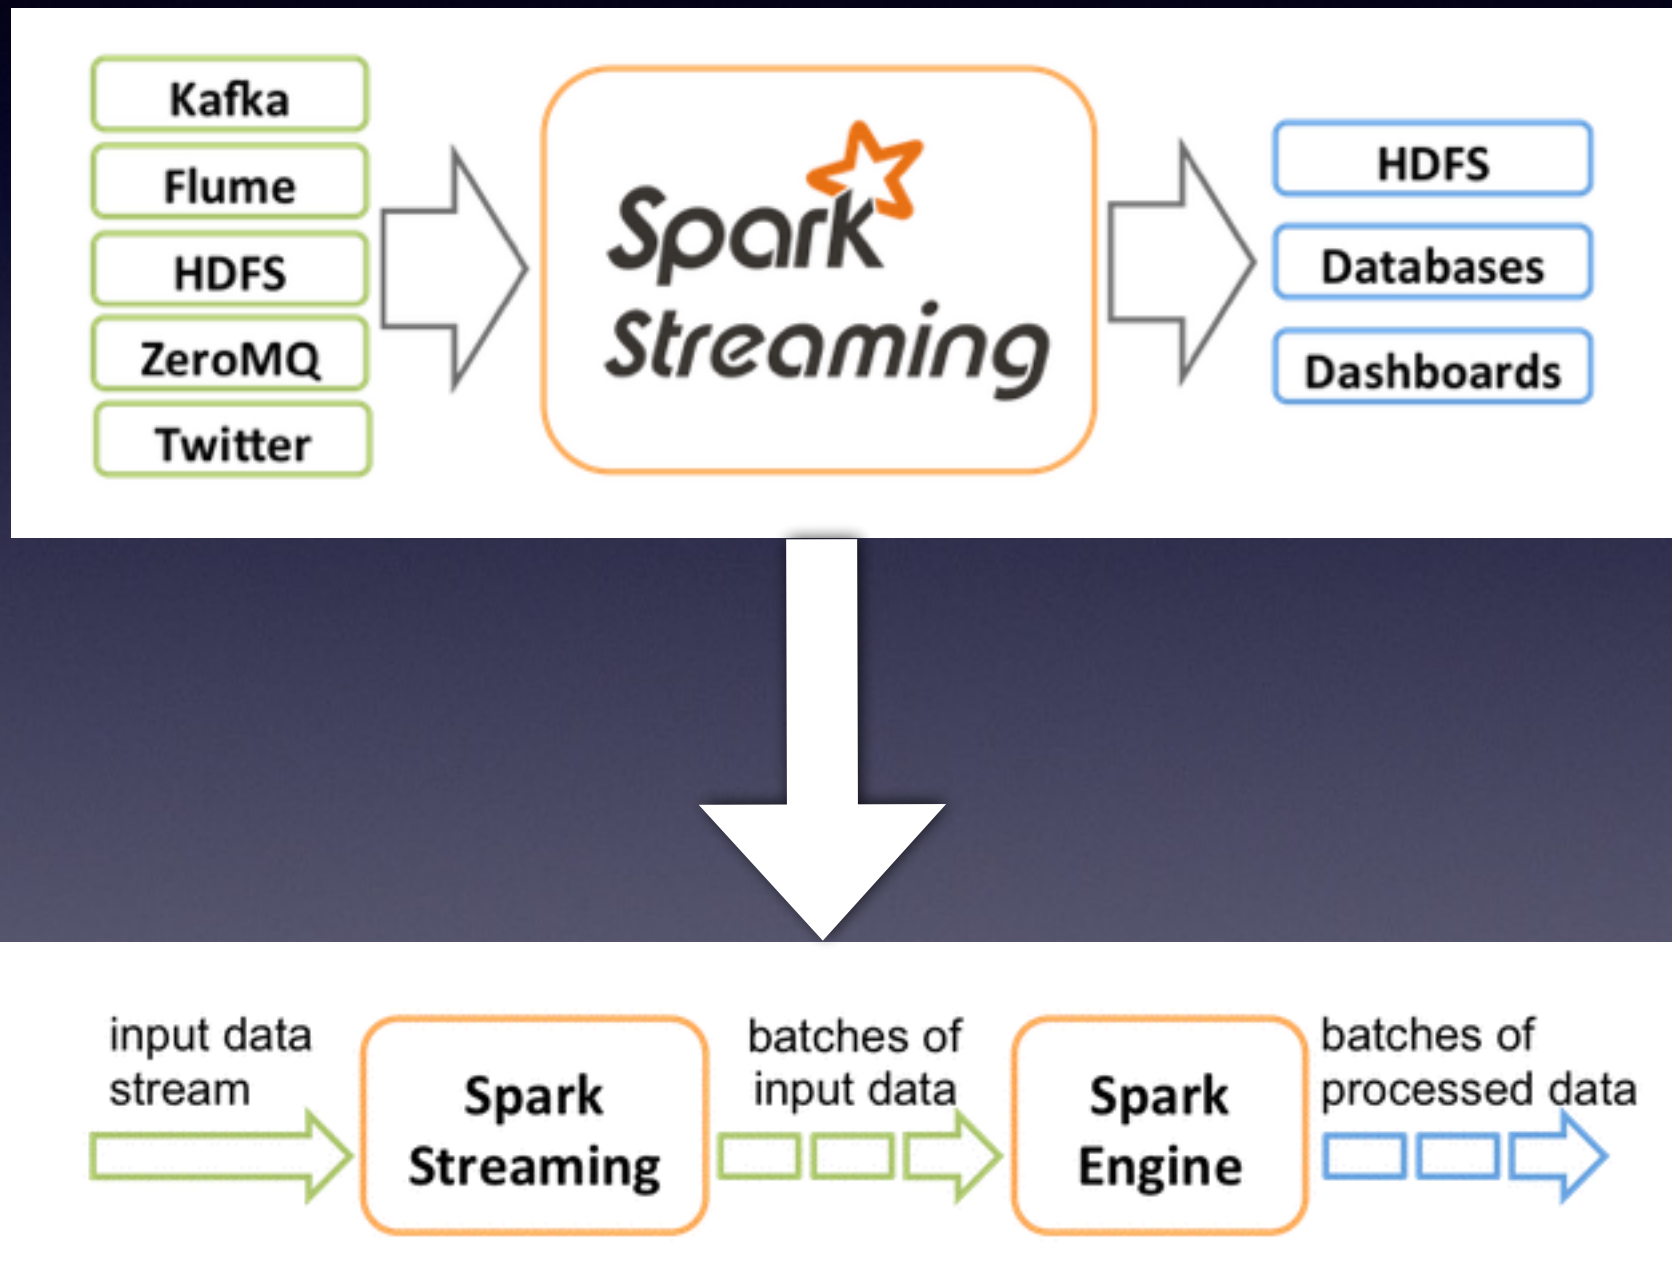 Kafka
Flume
HDFS
ZeroMQ
Twitter
Spark
Streaming
HDFS
Databases
Dashboards
input data
stream
Spark
Streaming
batches of
input data
Spark
Engine
batches of
processed data